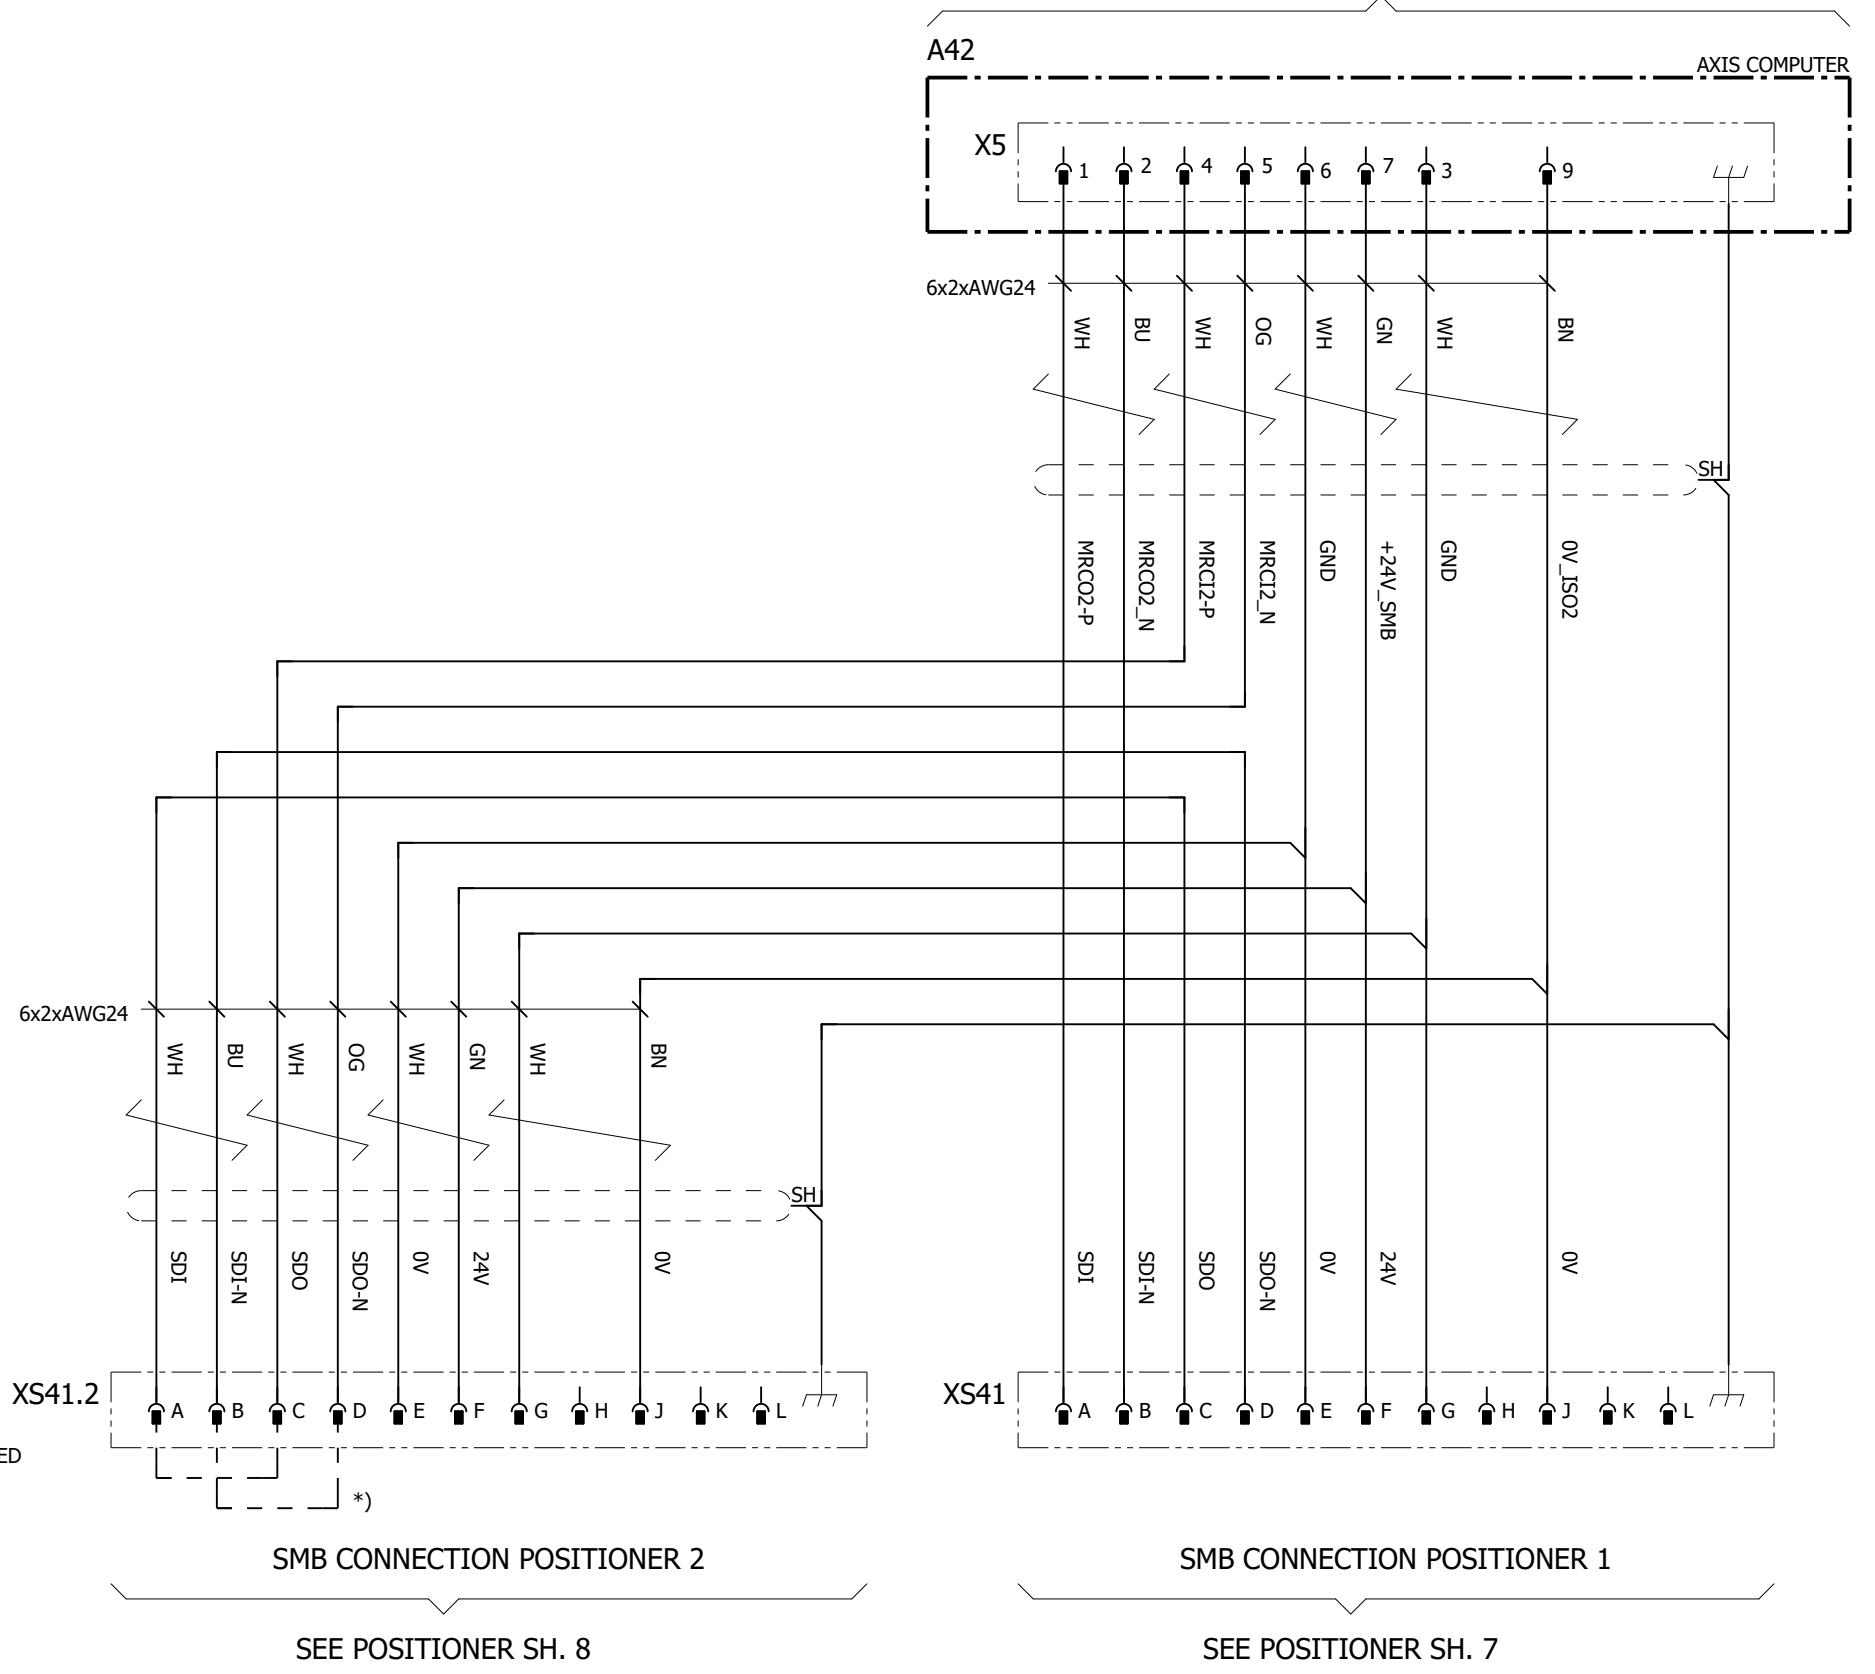 A42
AXIS COMPUTER
X5
1 2 4 5 6 7 3 9
6x2xAWG24
WH BU WH OG WH GN WH BN
SH
MRCO2-P MRCO2_N MRCI2-P MRCI2_N GND +24V_SMB GND 0V_ISO2
6x2xAWG24
WH BU WH OG WH GN WH BN
SH
SDI SDI-N SDO SDO-N 0V 24V 0V
SDI SDI-N SDO SDO-N 0V 24V 0V
XS41.2
A B C D E F G H J K L
XS41
A B C D E F G H J K L
ED
*)
SMB CONNECTION POSITIONER 2
SMB CONNECTION POSITIONER 1
SEE POSITIONER SH. 8
SEE POSITIONER SH. 7